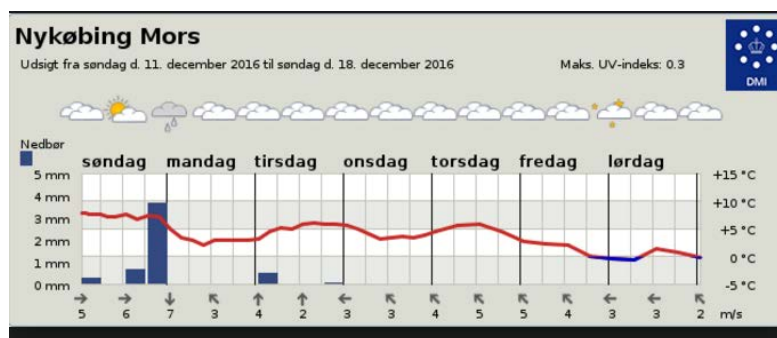 Nykøbing Mors
Udsigt fra søndag d. 11. december 2016 til søndag d. 18. december 2016 Maks. UV-indeks: 0.3
DMI
Nedbør
søndag mandag tirsdag onsdag torsdag fredag lørdag
5 mm +15 °C
4 mm +10 °C
3 mm +5 °C
2 mm 0 °C
1 mm -5 °C
0 mm
5 6 7 3 4 2 3 3 4 5 5 4 3 3 2 m/s